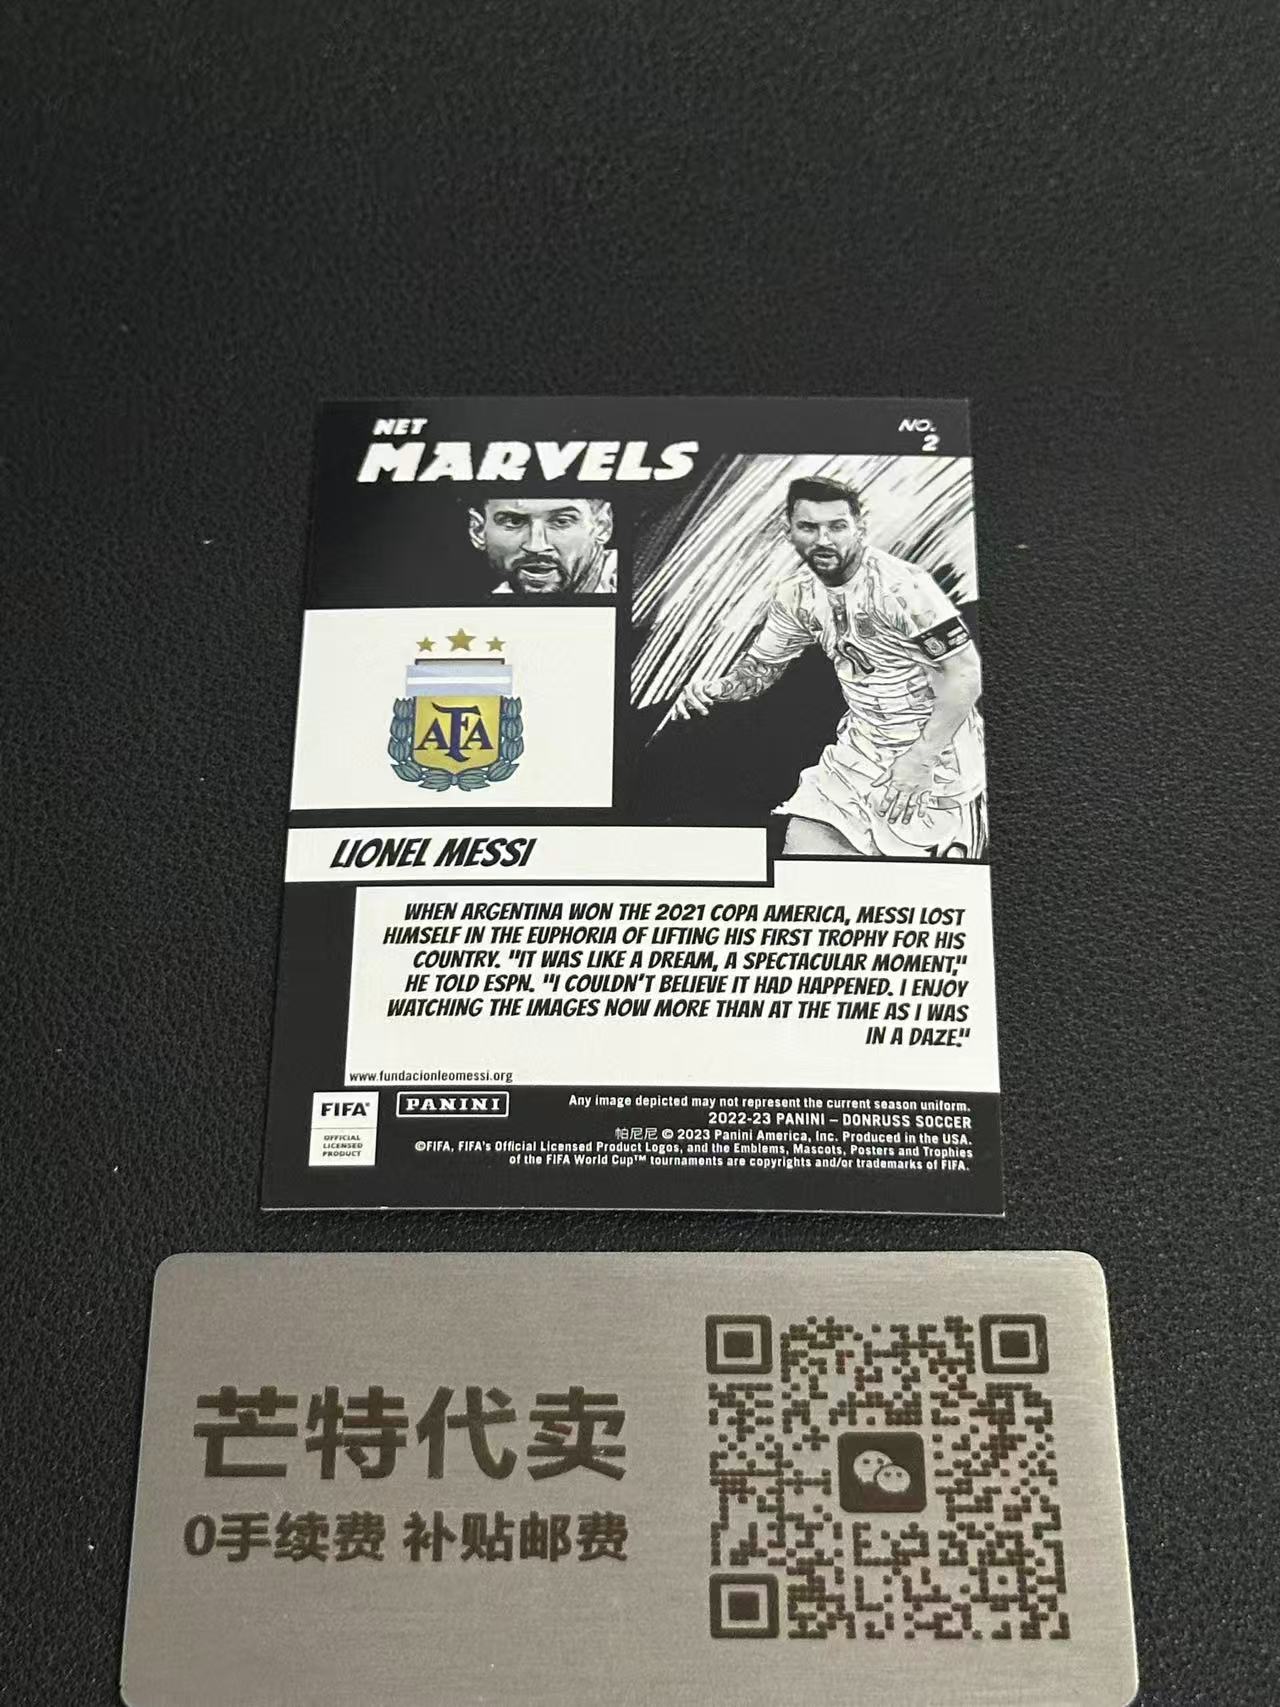 NET
MARVELS
NO.
2
AFA
10
LIONEL MESSI
WHEN ARGENTINA WON THE 2021 COPA AMERICA, MESSI LOST
HIMSELF IN THE EUPHORIA OF LIFTING HIS FIRST TROPHY FOR HIS
COUNTRY. "IT WAS LIKE A DREAM, A SPECTACULAR MOMENT,"
HE TOLD ESPN. "I COULDN'T BELIEVE IT HAD HAPPENED. I ENJOY
WATCHING THE IMAGES NOW MORE THAN AT THE TIME AS I WAS
IN A DAZE."
www.fundacionleomessi.org
FIFA®
OFFICIAL
LICENSED
PRODUCT
PANINI
Any image depicted may not represent the current season uniform.
2022-23 PANINI – DONRUSS SOCCER
帕尼尼 © 2023 Panini America, Inc. Produced in the USA.
©FIFA, FIFA's Official Licensed Product Logos, and the Emblems, Mascots, Posters and Trophies
of the FIFA World Cup™ tournaments are copyrights and/or trademarks of FIFA.
芒特代卖
0手续费 补贴邮费